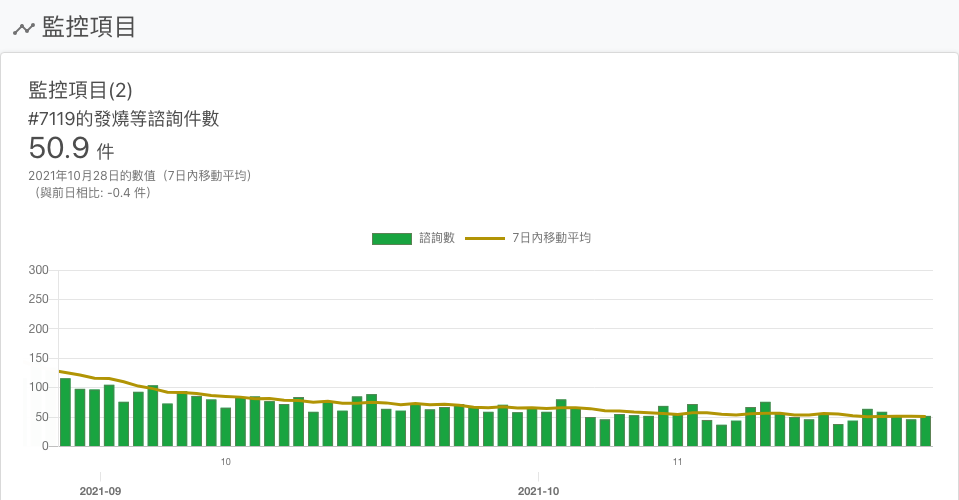 監控項目
監控項目(2)
#7119的發燒等諮詢件數
50.9 件
2021年10月28日的數值（7日內移動平均）
（與前日相比: -0.4 件）
諮詢數 7日內移動平均
300
250
200
150
100
50
0
10 11
2021-09 2021-10